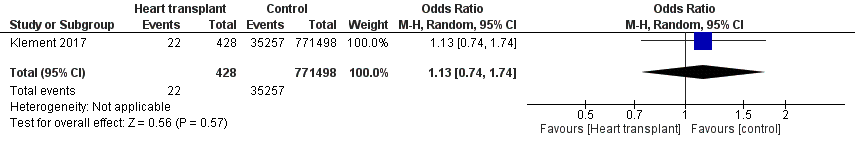 Heart transplant Control Odds Ratio Odds Ratio
Study or Subgroup Events Total Events Total Weight M-H, Random, 95% CI M-H, Random, 95% CI
Klement 2017 22 428 35257 771498 100.0% 1.13 [0.74, 1.74]
Total (95% CI) 428 771498 100.0% 1.13 [0.74, 1.74]
Total events 22 35257
Heterogeneity: Not applicable
Test for overall effect: Z = 0.56 (P = 0.57)
0.5 0.7 1 1.5 2
Favours [Heart transplant] Favours [control]